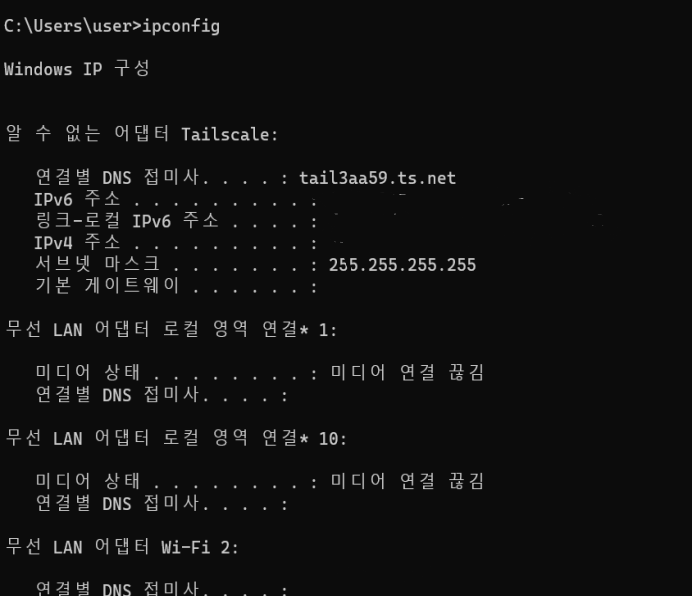 C:\Users\user>ipconfig
Windows IP 구성
알 수 없는 어댑터 Tailscale:
연결별 DNS 접미사. . . . : tail3aa59.ts.net
IPv6 주소 . . . . . . . . . :
링크-로컬 IPv6 주소 . . . . :
IPv4 주소 . . . . . . . . . :
서브넷 마스크 . . . . . . . : 255.255.255.255
기본 게이트웨이 . . . . . . :
무선 LAN 어댑터 로컬 영역 연결* 1:
미디어 상태 . . . . . . . . : 미디어 연결 끊김
연결별 DNS 접미사. . . . :
무선 LAN 어댑터 로컬 영역 연결* 10:
미디어 상태 . . . . . . . . : 미디어 연결 끊김
연결별 DNS 접미사. . . . :
무선 LAN 어댑터 Wi-Fi 2:
연결별 DNS 접미사. . . . :